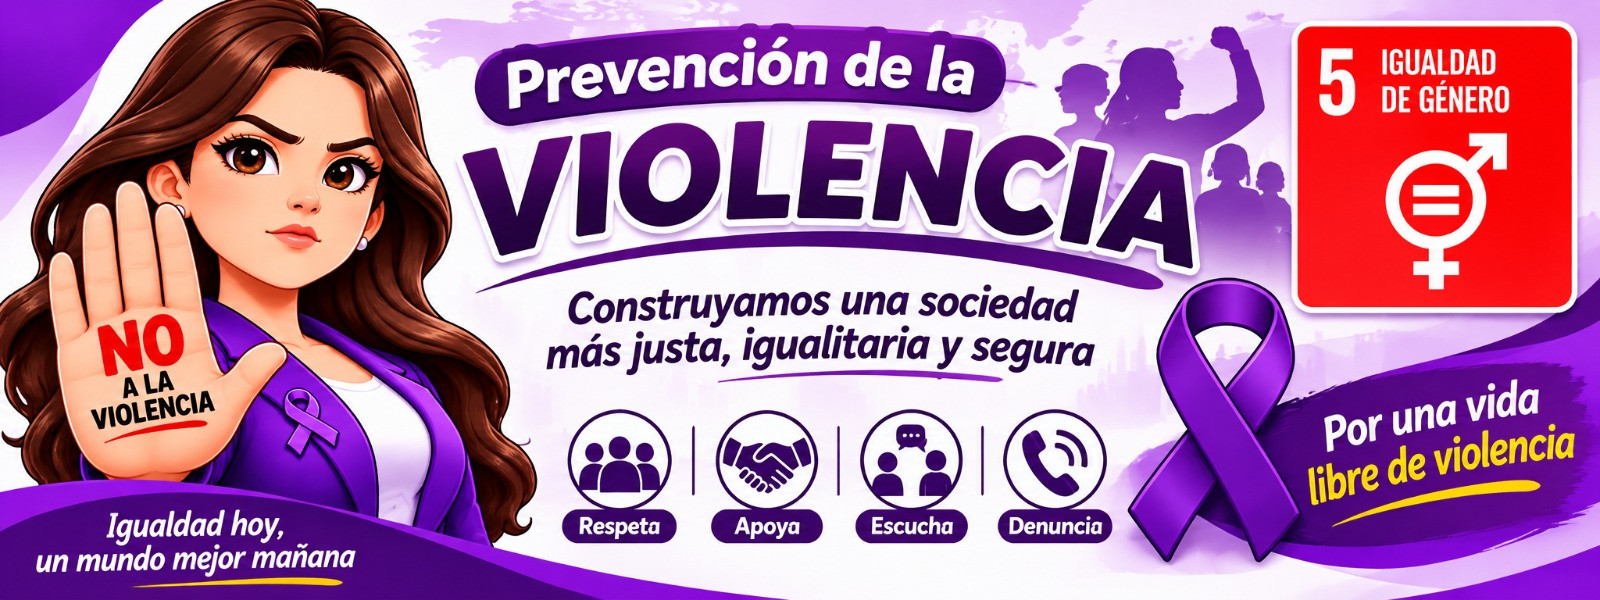 Prevención de la
VIOLENCIA
Construyamos una sociedad
más justa, igualitaria y segura
Respeta
Apoya
Escucha
Denuncia
NO
A LA
VIOLENCIA
Igualdad hoy,
un mundo mejor mañana
5 IGUALDAD
DE GÉNERO
Por una vida
libre de violencia